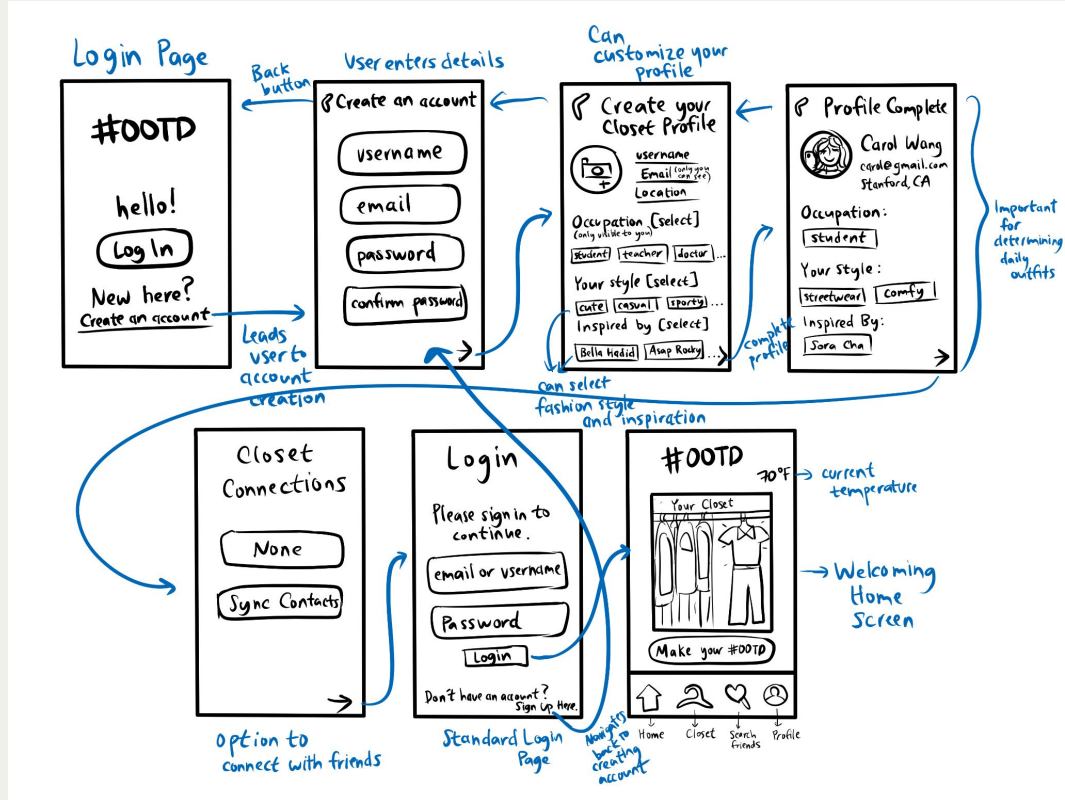 Login Page
#OOTD
hello!
Log In
New here?
Create an account
Back
button
Leads
user to
account
creation
User enters details
Create an account
username
email
password
confirm password
Can
customize your
Profile
Create your
Closet Profile
username
Email (only you
can see)
Location
Occupation [select]
(only visible to you)
student teacher doctor ...
Your style [select]
cute casual sporty ...
Inspired by [select]
Bella Hadid Asap Rocky ...
can select
fashion style
and inspiration
complete
profile
Profile Complete
Carol Wang
carol@gmail.com
Stanford, CA
Occupation:
student
Your Style:
streetwear comfy
Inspired By:
Sora Cha
Important
for
determining
daily
outfits
Closet
Connections
None
Sync Contacts
option to
connect with friends
Login
Please sign in to
continue.
email or username
Password
Login
Don't have an account?
Sign Up Here.
Standard Login
Page
Navigates
back to
creating
account
#OOTD
70°F
current
temperature
Your Closet
Make your #OOTD
Welcoming
Home
Screen
Home Closet Search
friends Profile